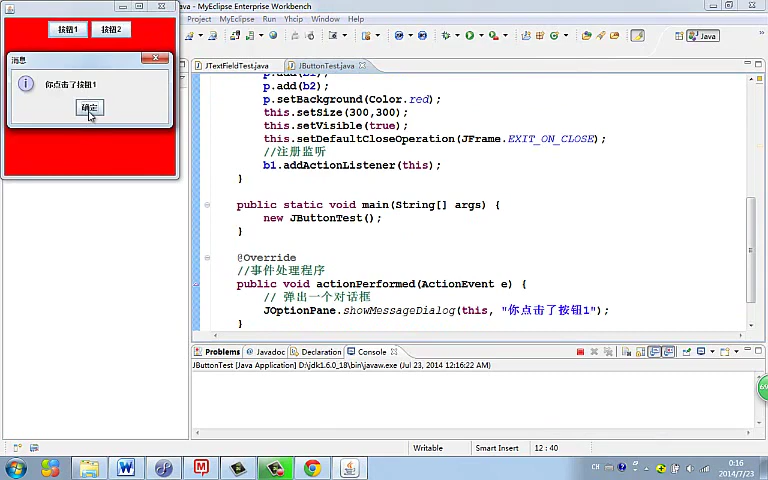 MyEclipse Enterprise Workbench
Project MyEclipse Run Yhcip Window Help
Java
按钮1 按钮2
消息
你点击了按钮1
确定
JTextFieldTest.java JButtonTest.java
p.add(b1);
p.add(b2);
p.setBackground(Color.red);
this.setSize(300,300);
this.setVisible(true);
this.setDefaultCloseOperation(JFrame.EXIT_ON_CLOSE);
//注册监听
b1.addActionListener(this);
}
public static void main(String[] args) {
new JButtonTest();
}
@Override
//事件处理程序
public void actionPerformed(ActionEvent e) {
// 弹出一个对话框
JOptionPane.showMessageDialog(this, "你点击了按钮1");
}
Problems @ Javadoc Declaration Console
JButtonTest [Java Application] D:\jdk1.6.0_18\bin\javaw.exe (Jul 23, 2014 12:16:22 AM)
Writable Smart Insert 12 : 40
CH 0:16
2014/7/23